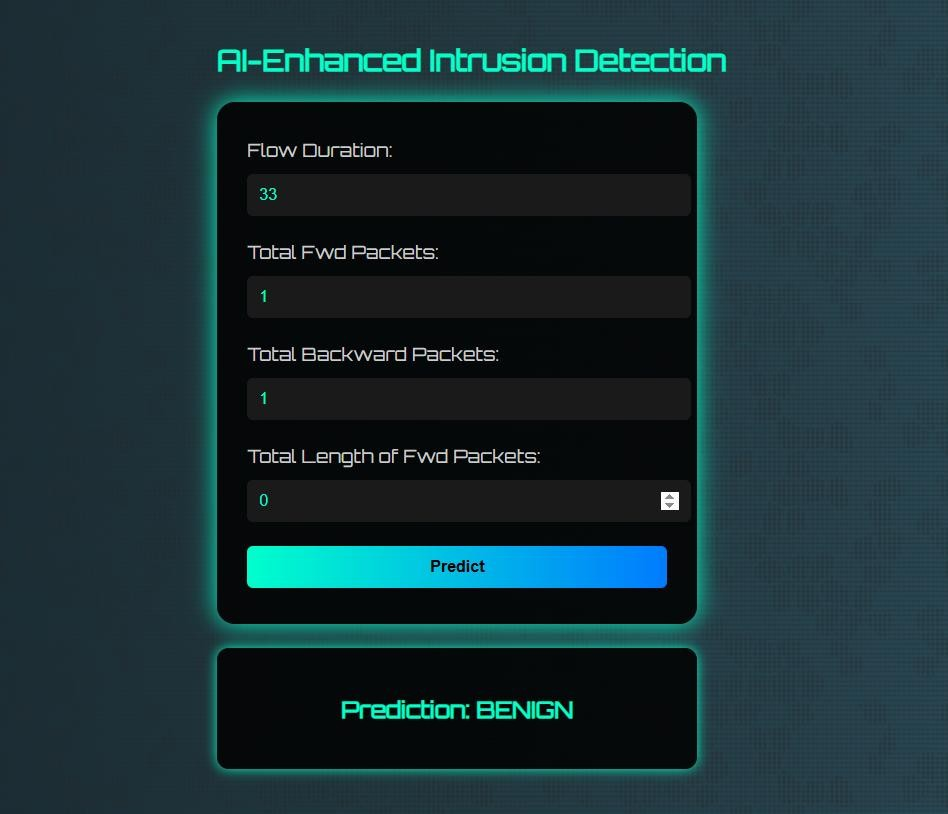 AI-Enhanced Intrusion Detection
Flow Duration:
33
Total Fwd Packets:
1
Total Backward Packets:
1
Total Length of Fwd Packets:
0
Predict
Prediction: BENIGN